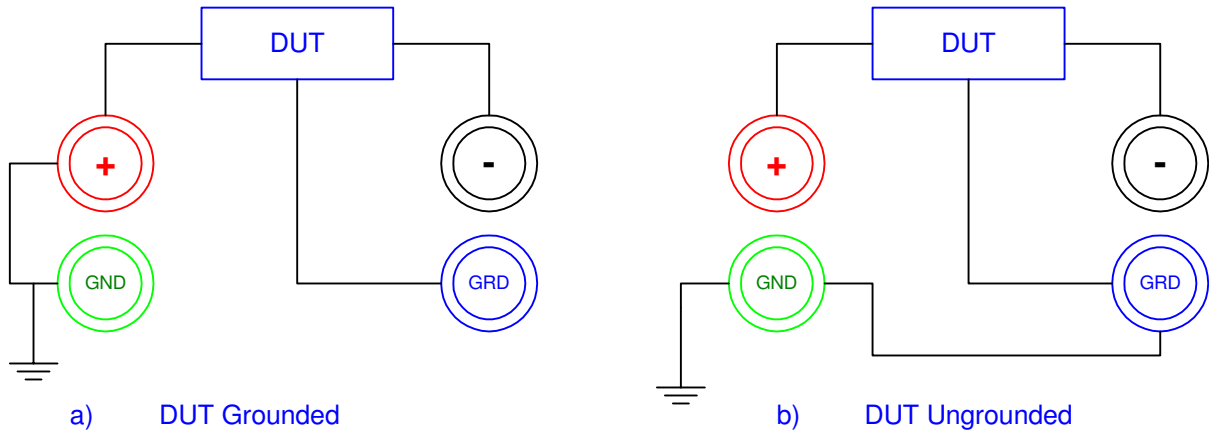 DUT
+
-
GND
GRD
a) DUT Grounded
DUT
+
-
GND
GRD
b) DUT Ungrounded